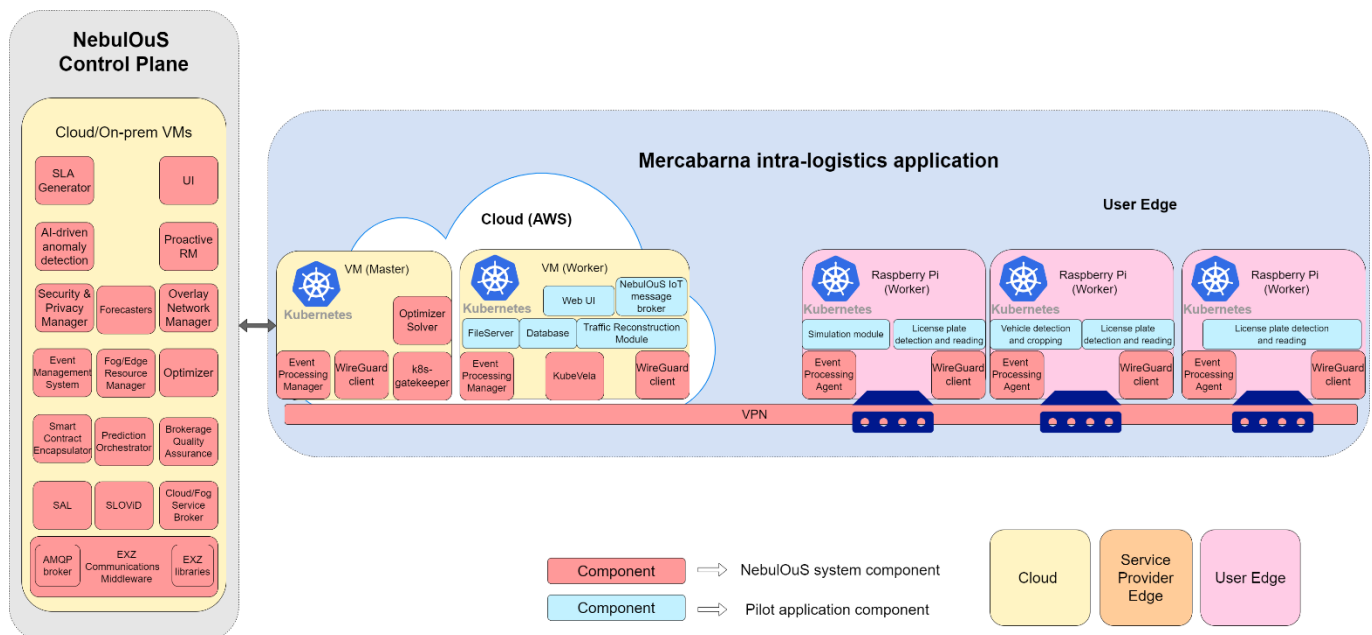 NebulOuS
Control Plane
Cloud/On-prem VMs
SLA
Generator
UI
AI-driven
anomaly
detection
Proactive
RM
Security &
Privacy
Manager
Forecasters
Overlay
Network
Manager
Event
Management
System
Fog/Edge
Resource
Manager
Optimizer
Smart
Contract
Encapsulator
Prediction
Orchestrator
Brokerage
Quality
Assurance
SAL
SLOViD
Cloud/Fog
Service
Broker
AMQP
broker
EXZ
Communications
Middleware
EXZ
libraries
Mercabarna intra-logistics application
Cloud (AWS)
User Edge
VM (Master)
Kubernetes
Optimizer
Solver
Event
Processing
Manager
WireGuard
client
k8s-
gatekeeper
VM (Worker)
Kubernetes
Web UI
NebulOuS IoT
message
broker
FileServer
Database
Traffic Reconstruction
Module
Event
Processing
Manager
KubeVela
WireGuard
client
Raspberry Pi
(Worker)
Kubernetes
Simulation module
License plate
detection and reading
Event
Processing
Agent
WireGuard
client
Raspberry Pi
(Worker)
Kubernetes
Vehicle detection
and cropping
License plate
detection and reading
Event
Processing
Agent
WireGuard
client
Raspberry Pi
(Worker)
Kubernetes
License plate detection
and reading
Event
Processing
Agent
WireGuard
client
VPN
Component
NebulOuS system component
Component
Pilot application component
Cloud
Service
Provider
Edge
User Edge